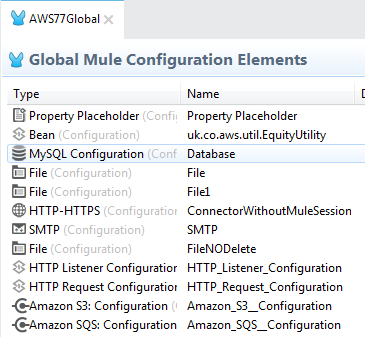 AWS77Global
Global Mule Configuration Elements
Type Name D
Property Placeholder (Confi Property Placeholder
Bean (Configuration) uk.co.aws.util.EquityUtility
MySQL Configuration (Conf Database
File (Configuration) File
File (Configuration) File1
HTTP-HTTPS (Configuration) ConnectorWithoutMuleSession
SMTP (Configuration) SMTP
File (Configuration) FileNODelete
HTTP Listener Configuration HTTP_Listener_Configuration
HTTP Request Configuration HTTP_Request_Configuration
Amazon S3: Configuration ( Amazon_S3__Configuration
Amazon SQS: Configuration Amazon_SQS__Configuration